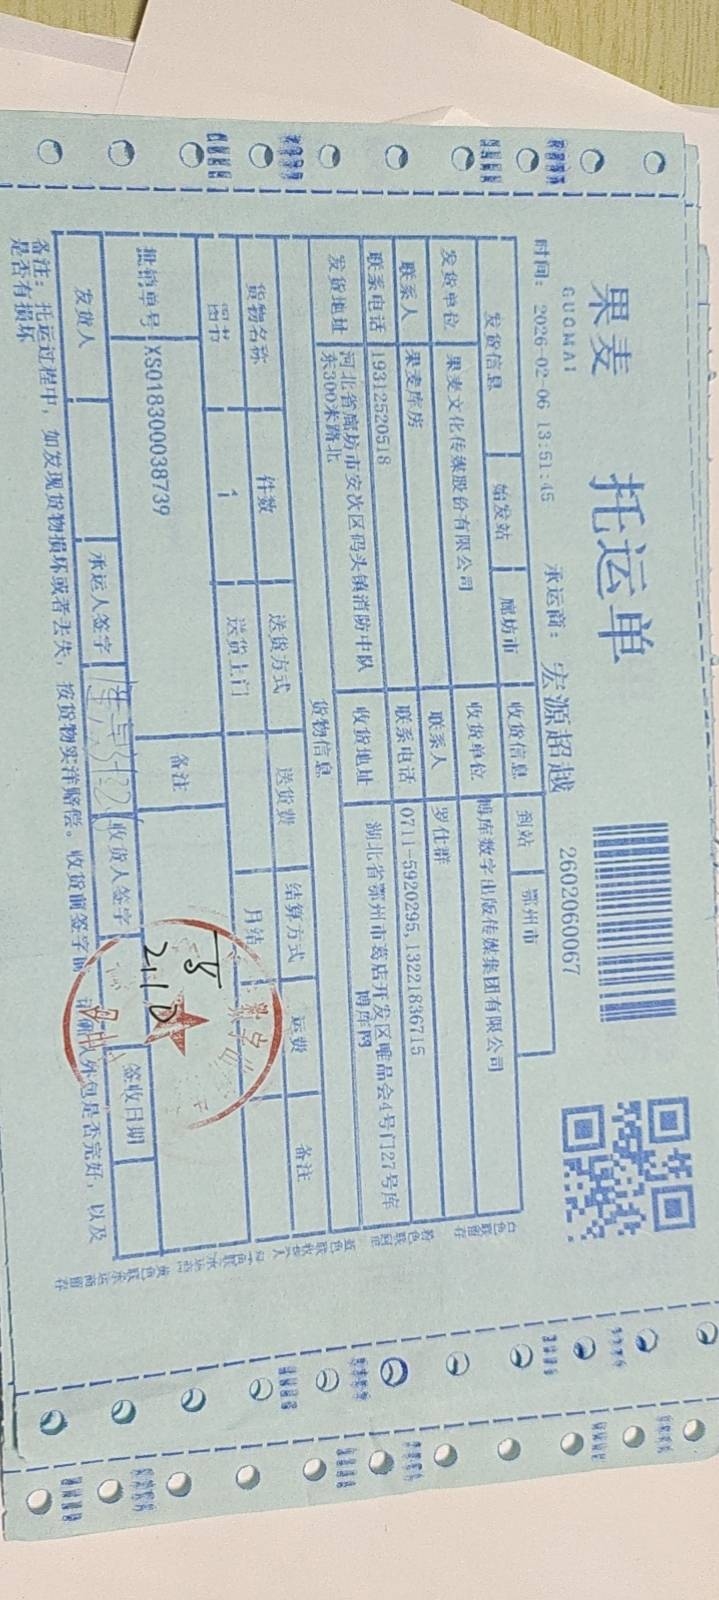 果麦 托运单
GUOMAI
时间： 2026-02-06 13:51:45 承运商： 宏源超越 2602060067
发货信息 始发站 廊坊市 收货信息 到站 鄂州市
发货单位 果麦文化传媒股份有限公司 收货单位 博库数字出版传媒集团有限公司
联系人 果麦库房 联系人 罗仕群
联系电话 19312520518 联系电话 0711-5920295,13221836715
发货地址 河北省廊坊市安次区码头镇消防中队
东300米路北 收货地址 湖北省鄂州市葛店开发区唯品会4号门27号库
博库网
货物信息
货物名称 件数 送货方式 送货费 结算方式 运费 备注
图书 1 送货上门 月结
批销单号 XS018300038739 备注
发货人 承运人签字 收货人签字 签收日期
备注：托运过程中，如发现货物损坏或者丢失，按货物实洋赔偿。收货前签字前 请确认外包是否完好，以及
是否有损坏
2.10